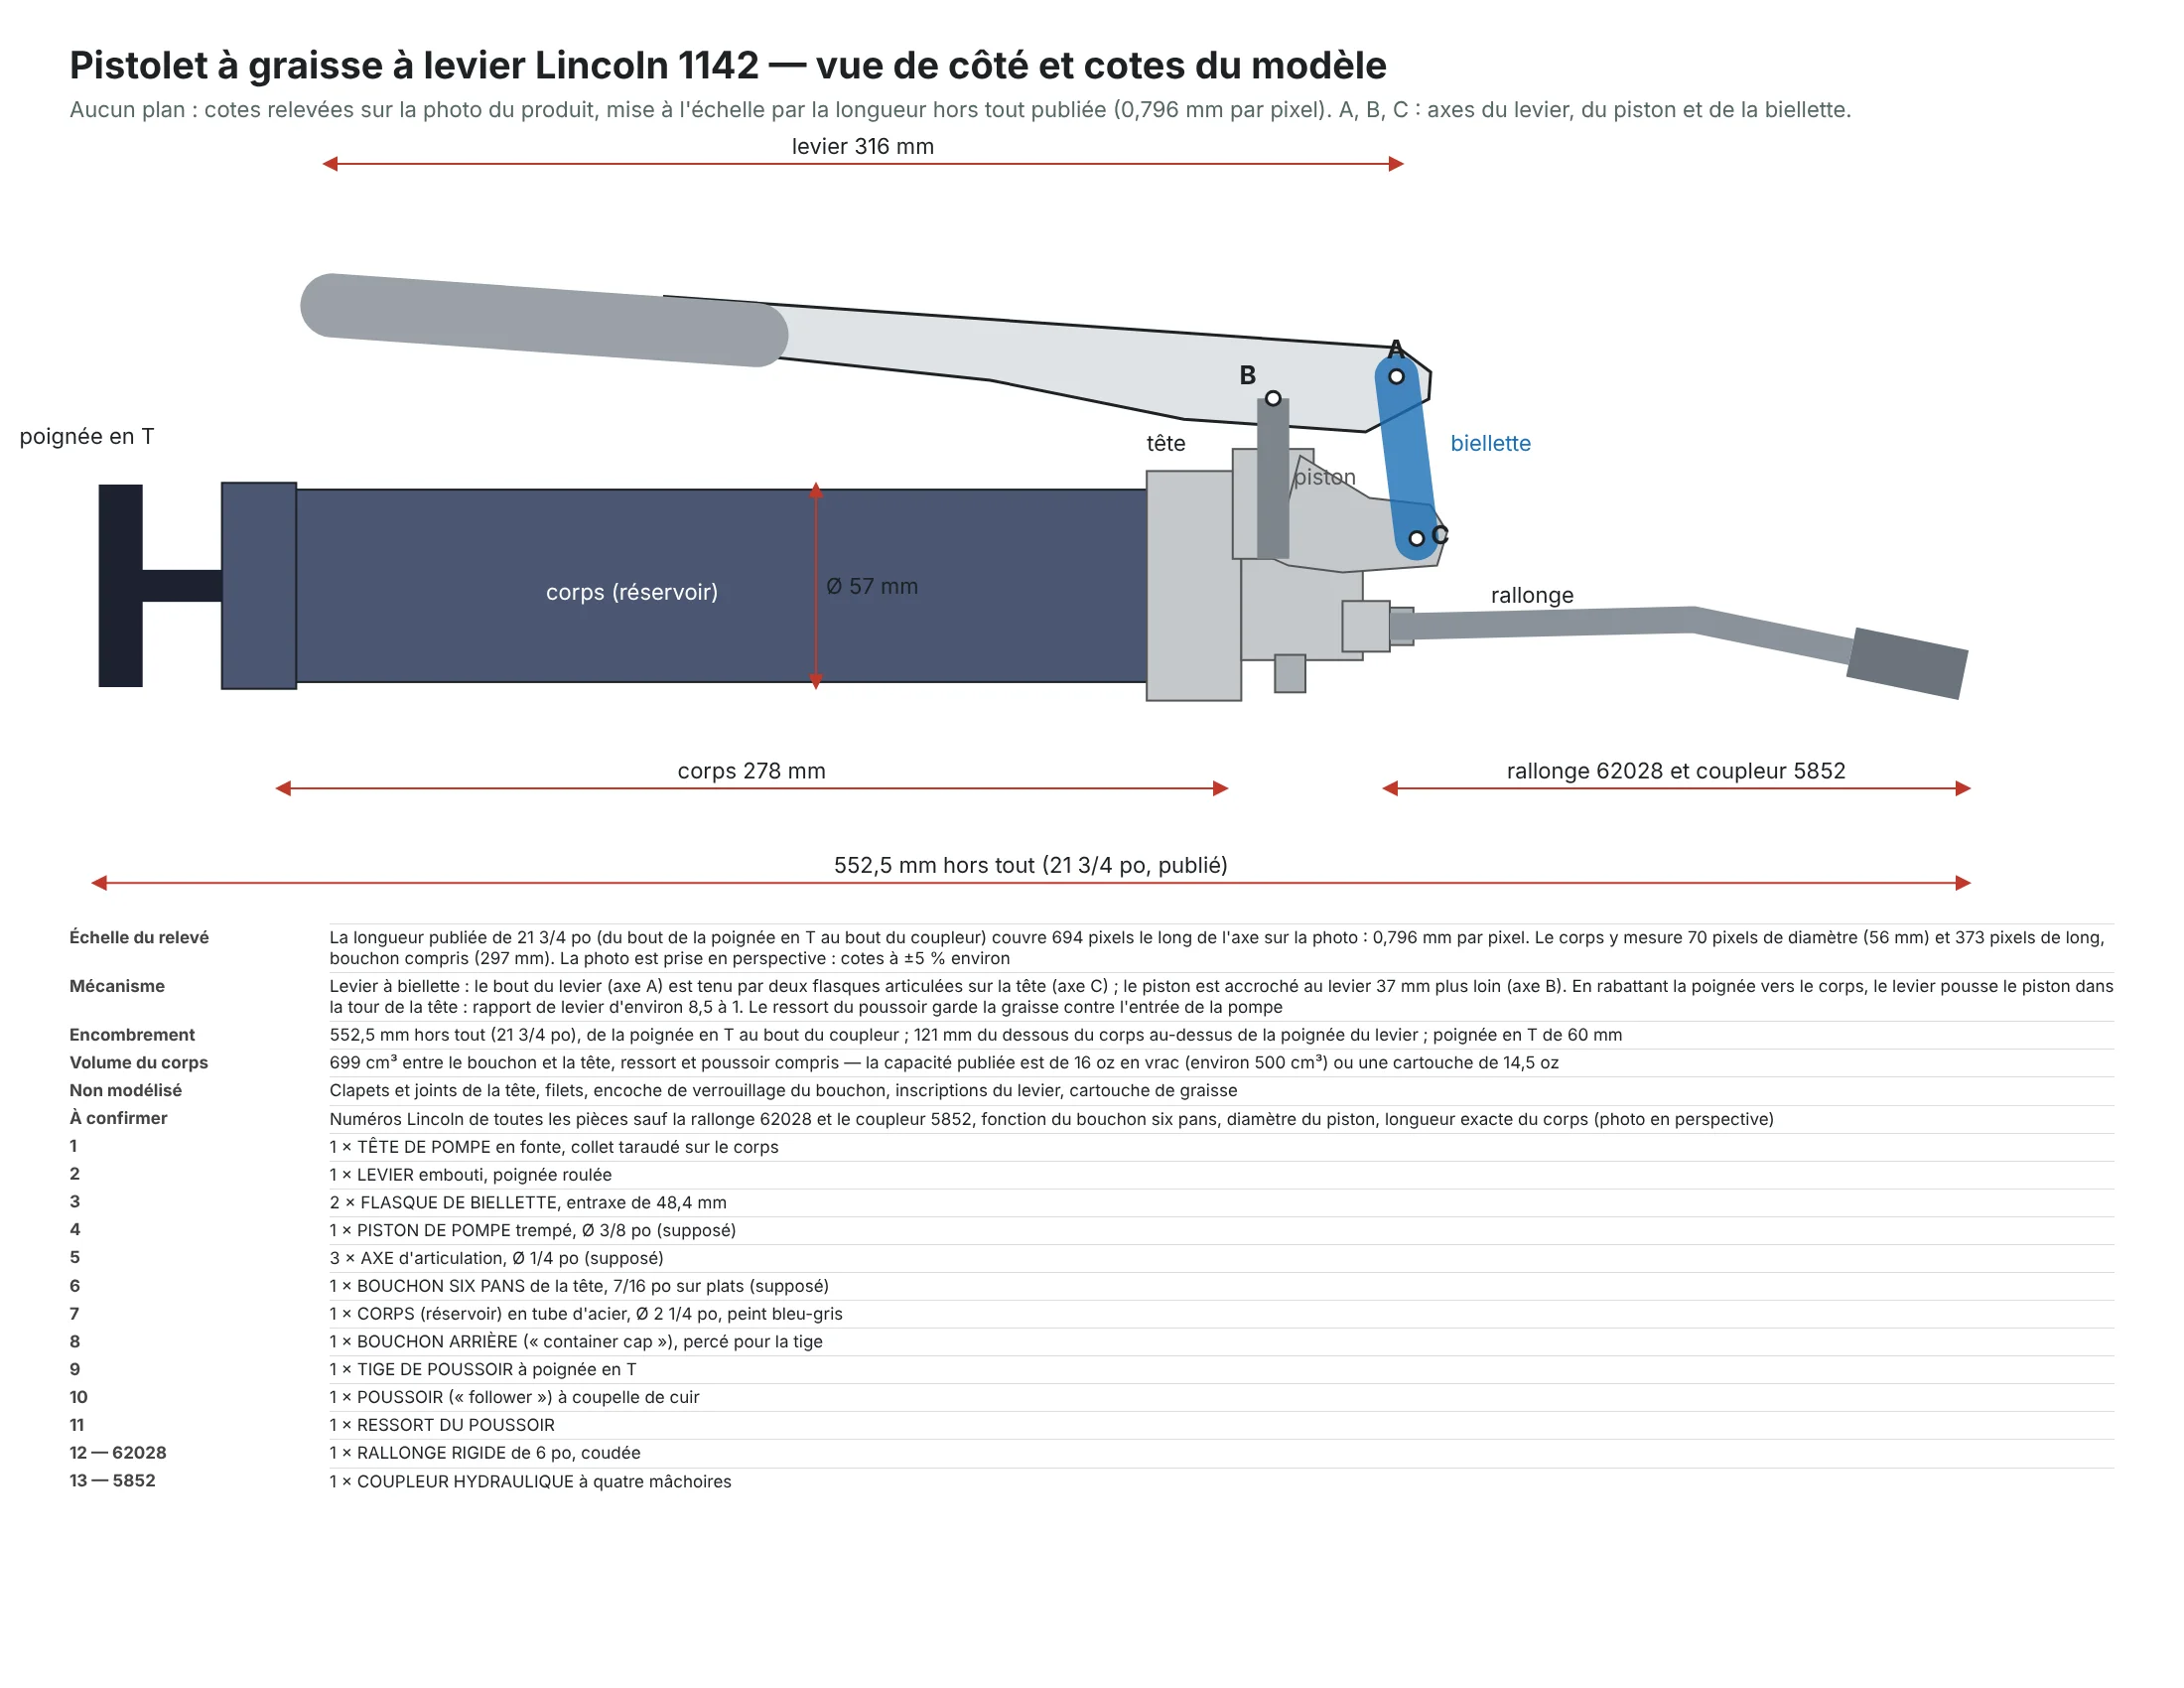 Pistolet à graisse à levier Lincoln 1142 — vue de côté et cotes du modèle
Aucun plan : cotes relevées sur la photo du produit, mise à l'échelle par la longueur hors tout publiée (0,796 mm par pixel). A, B, C : axes du levier, du piston et de la biellette.
levier 316 mm
A
B
poignée en T
tête
biellette
piston
C
corps (réservoir)
Ø 57 mm
rallonge
corps 278 mm
rallonge 62028 et coupleur 5852
552,5 mm hors tout (21 3/4 po, publié)
Échelle du relevé
La longueur publiée de 21 3/4 po (du bout de la poignée en T au bout du coupleur) couvre 694 pixels le long de l'axe sur la photo : 0,796 mm par pixel. Le corps y mesure 70 pixels de diamètre (56 mm) et 373 pixels de long,
bouchon compris (297 mm). La photo est prise en perspective : cotes à ±5 % environ
Mécanisme
Levier à biellette : le bout du levier (axe A) est tenu par deux flasques articulées sur la tête (axe C) ; le piston est accroché au levier 37 mm plus loin (axe B). En rabattant la poignée vers le corps, le levier pousse le piston dans
la tour de la tête : rapport de levier d'environ 8,5 à 1. Le ressort du poussoir garde la graisse contre l'entrée de la pompe
Encombrement
552,5 mm hors tout (21 3/4 po), de la poignée en T au bout du coupleur ; 121 mm du dessous du corps au-dessus de la poignée du levier ; poignée en T de 60 mm
Volume du corps
699 cm³ entre le bouchon et la tête, ressort et poussoir compris — la capacité publiée est de 16 oz en vrac (environ 500 cm³) ou une cartouche de 14,5 oz
Non modélisé
Clapets et joints de la tête, filets, encoche de verrouillage du bouchon, inscriptions du levier, cartouche de graisse
À confirmer
Numéros Lincoln de toutes les pièces sauf la rallonge 62028 et le coupleur 5852, fonction du bouchon six pans, diamètre du piston, longueur exacte du corps (photo en perspective)
1
1 × TÊTE DE POMPE en fonte, collet taraudé sur le corps
2
1 × LEVIER embouti, poignée roulée
3
2 × FLASQUE DE BIELLETTE, entraxe de 48,4 mm
4
1 × PISTON DE POMPE trempé, Ø 3/8 po (supposé)
5
3 × AXE d'articulation, Ø 1/4 po (supposé)
6
1 × BOUCHON SIX PANS de la tête, 7/16 po sur plats (supposé)
7
1 × CORPS (réservoir) en tube d'acier, Ø 2 1/4 po, peint bleu-gris
8
1 × BOUCHON ARRIÈRE (« container cap »), percé pour la tige
9
1 × TIGE DE POUSSOIR à poignée en T
10
1 × POUSSOIR (« follower ») à coupelle de cuir
11
1 × RESSORT DU POUSSOIR
12 — 62028
1 × RALLONGE RIGIDE de 6 po, coudée
13 — 5852
1 × COUPLEUR HYDRAULIQUE à quatre mâchoires